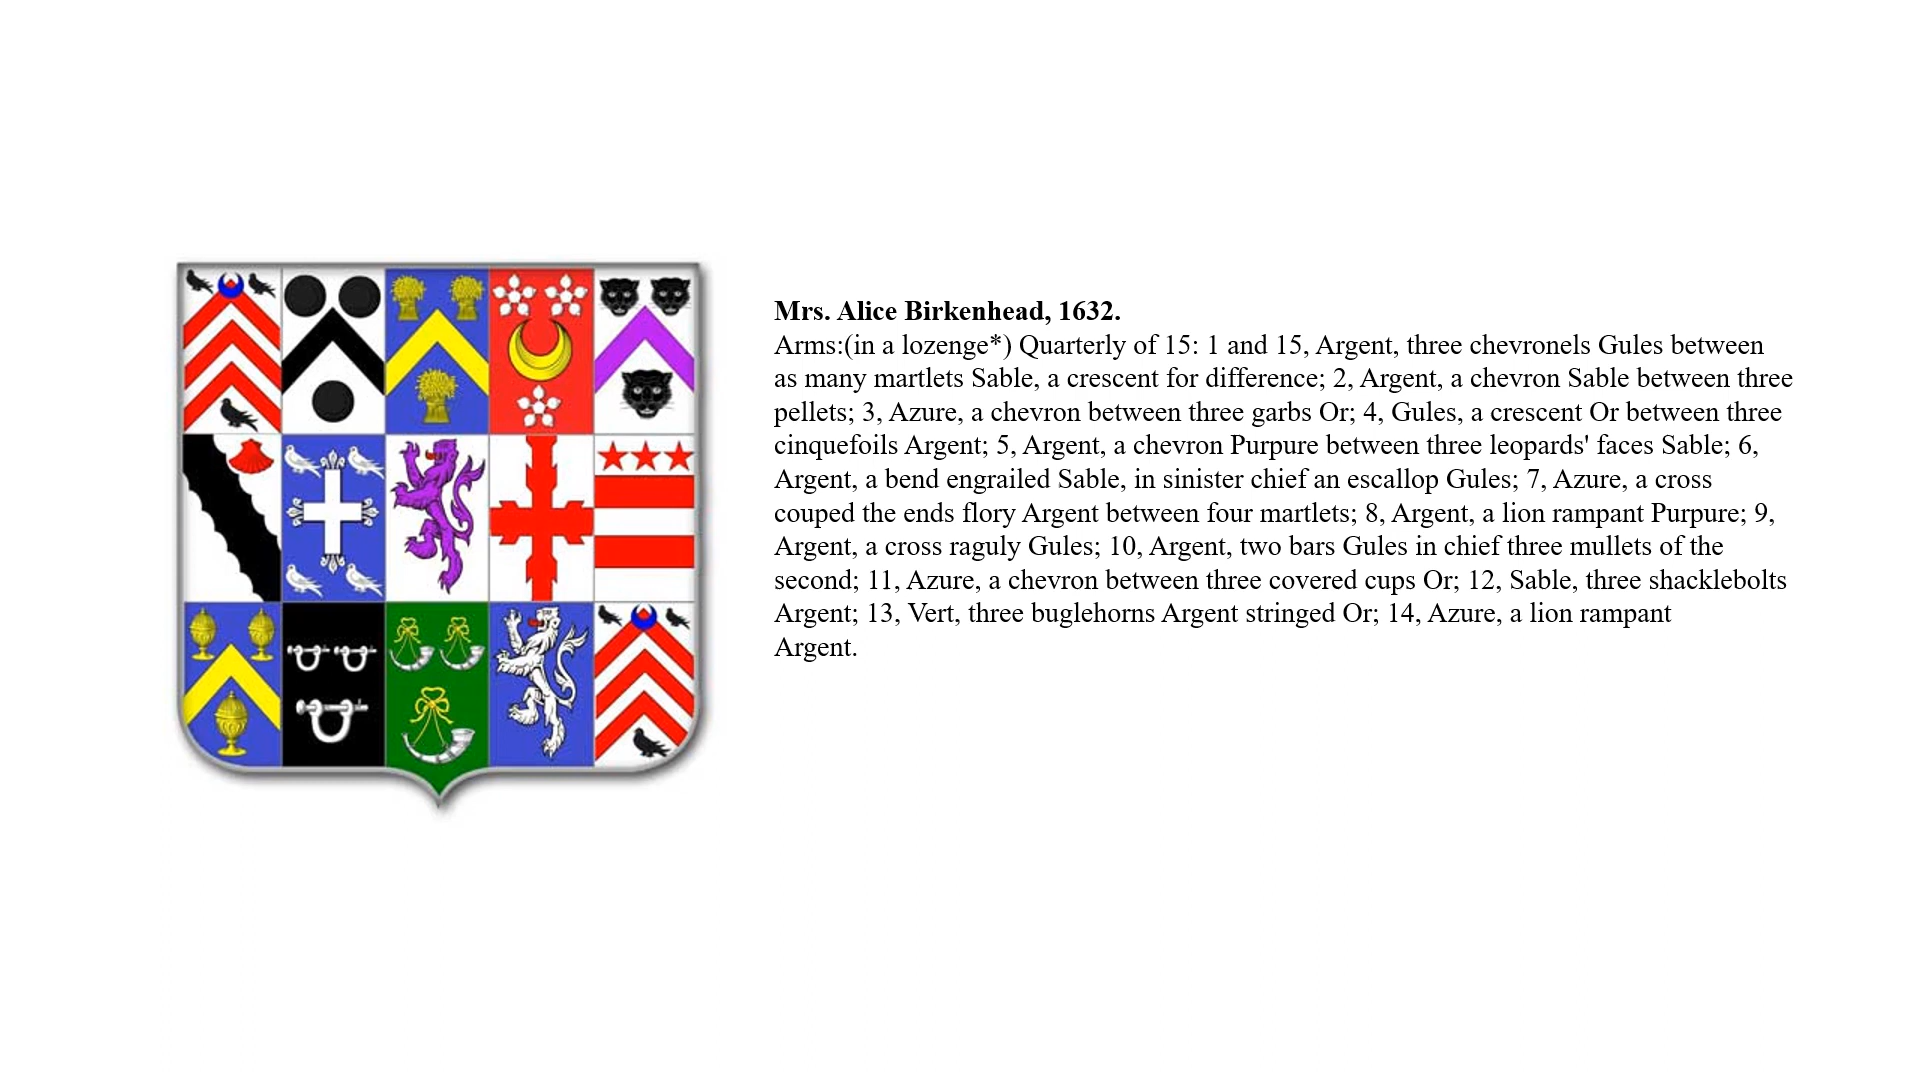 Mrs. Alice Birkenhead, 1632.
Arms:(in a lozenge*) Quarterly of 15: 1 and 15, Argent, three chevronels Gules between
as many martlets Sable, a crescent for difference; 2, Argent, a chevron Sable between three
pellets; 3, Azure, a chevron between three garbs Or; 4, Gules, a crescent Or between three
cinquefoils Argent; 5, Argent, a chevron Purpure between three leopards' faces Sable; 6,
Argent, a bend engrailed Sable, in sinister chief an escallop Gules; 7, Azure, a cross
couped the ends flory Argent between four martlets; 8, Argent, a lion rampant Purpure; 9,
Argent, a cross raguly Gules; 10, Argent, two bars Gules in chief three mullets of the
second; 11, Azure, a chevron between three covered cups Or; 12, Sable, three shacklebolts
Argent; 13, Vert, three buglehorns Argent stringed Or; 14, Azure, a lion rampant
Argent.